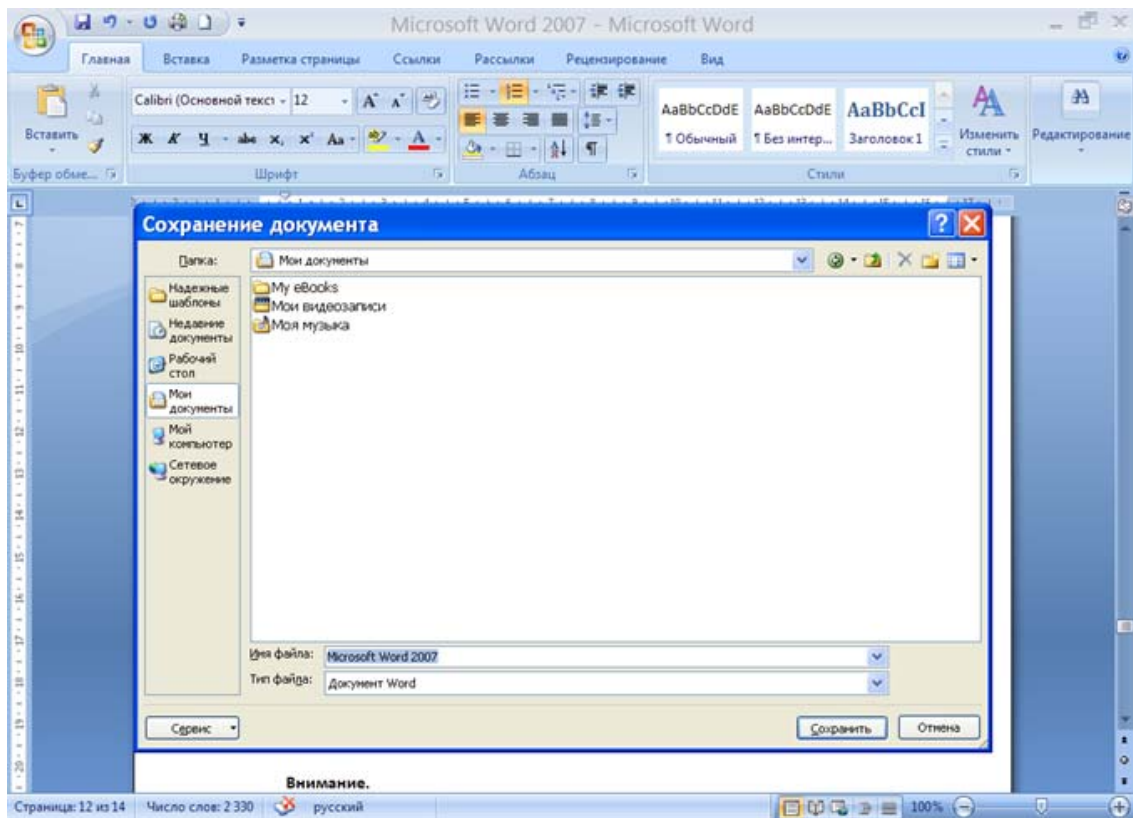 Microsoft Word 2007 - Microsoft Word
Главная Вставка Разметка страницы Ссылки Рассылки Рецензирование Вид
Вставить
Calibri (Основной текст 12
Ж К Ч abc x, x' Aa A
AaBbCcDdE AaBbCcDdE AaBbCcI
¶ Обычный ¶ Без интер... Заголовок 1
Изменить стили
Редактирование
Буфер обме... Шрифт Абзац Стили
Сохранение документа
Папка: Мои документы
Надежные
шаблоны
Недавние
документы
Рабочий
стол
Мои
документы
Мой
компьютер
Сетевое
окружение
My eBooks
Мои видеозаписи
Моя музыка
Имя файла: Microsoft Word 2007
Тип файла: Документ Word
Сервис Сохранить Отмена
Внимание.
Страница: 12 из 14 Число слов: 2 330 русский 100%